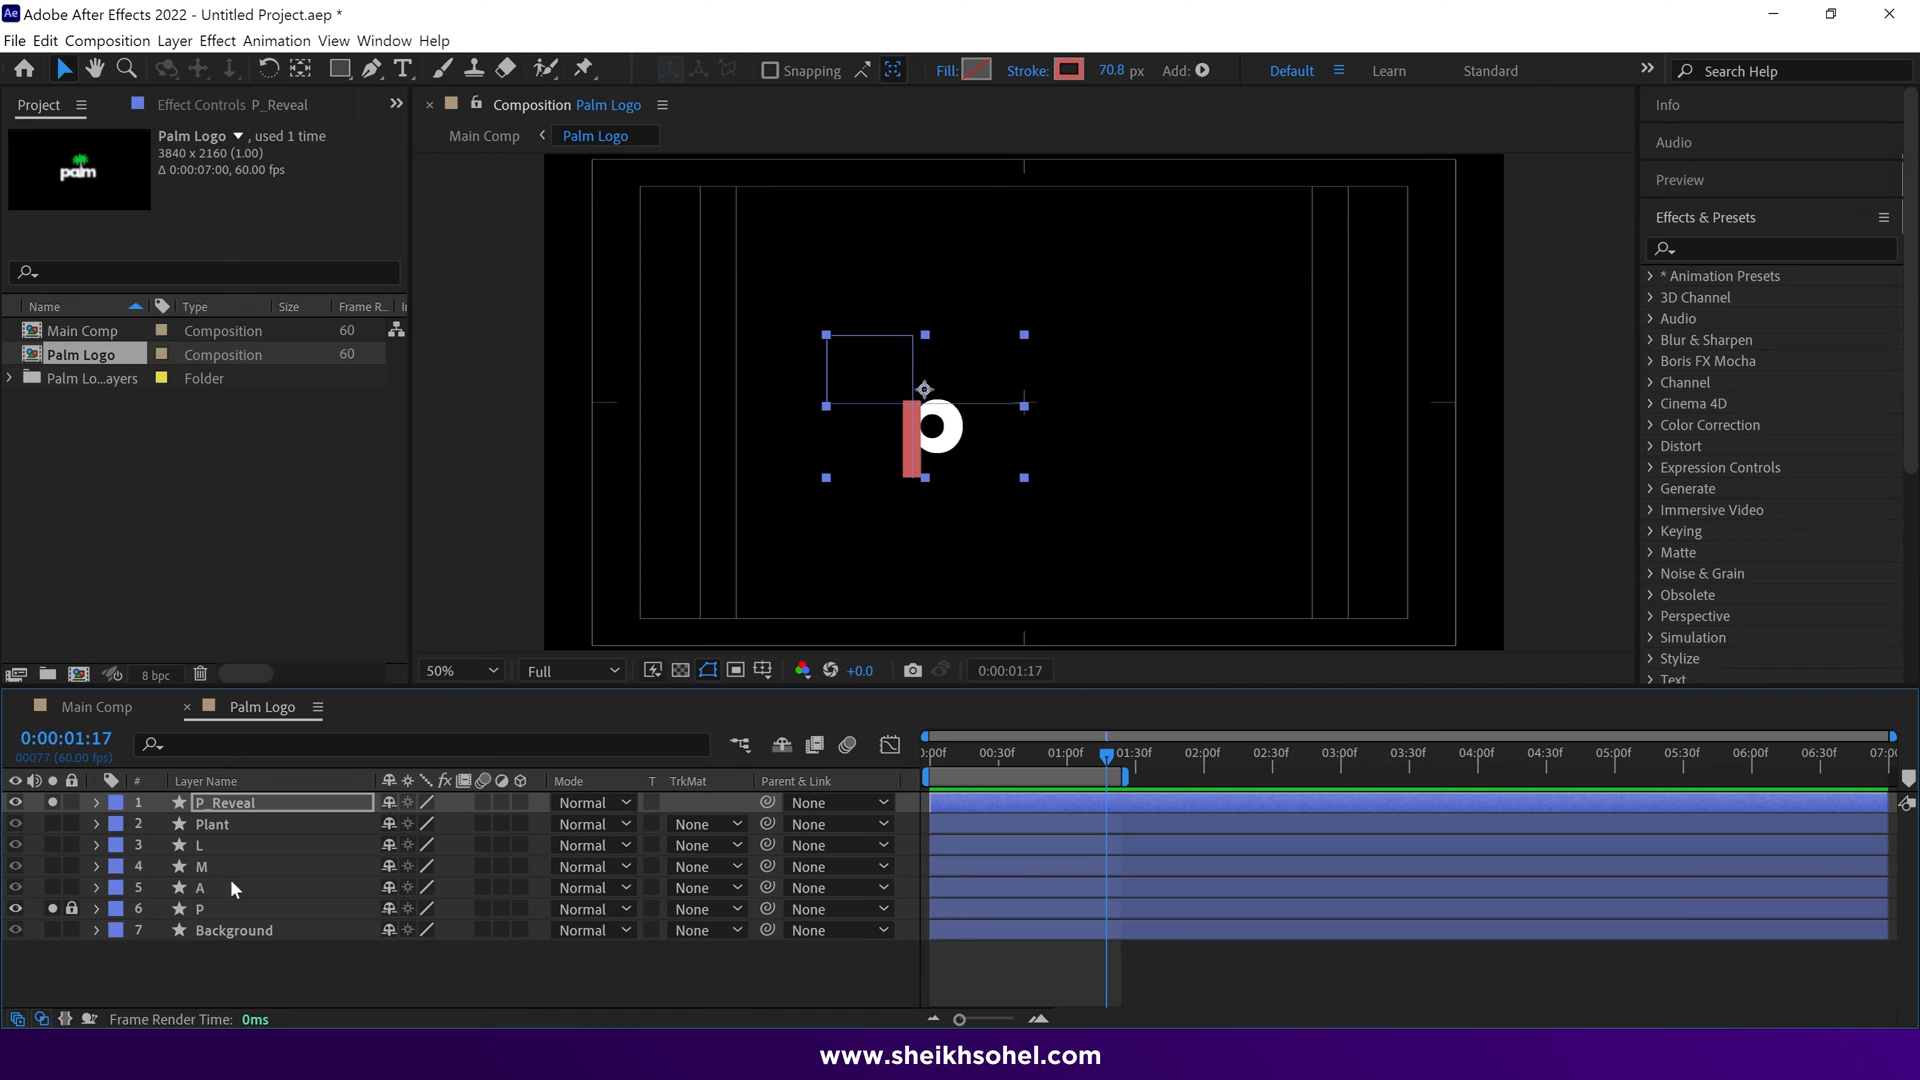 Ae Adobe After Effects 2022 - Untitled Project.aep *
File Edit Composition Layer Effect Animation View Window Help
Snapping Fill: Stroke: 70.8 px Add: Default Learn Standard Search Help
Project Effect Controls P_Reveal
Palm Logo , used 1 time
3840 x 2160 (1.00)
Δ 0:00:07:00, 60.00 fps
palm
Name Type Size Frame R...
Main Comp Composition 60
Palm Logo Composition 60
Palm Lo...ayers Folder
8 bpc
Composition Palm Logo
Main Comp Palm Logo
p
50% Full +0.0 0:00:01:17
Info
Audio
Preview
Effects & Presets
* Animation Presets
3D Channel
Audio
Blur & Sharpen
Boris FX Mocha
Channel
Cinema 4D
Color Correction
Distort
Expression Controls
Generate
Immersive Video
Keying
Matte
Noise & Grain
Obsolete
Perspective
Simulation
Stylize
Text
Main Comp Palm Logo
0:00:01:17
00077 (60.00 fps)
:00f 00:30f 01:00f 01:30f 02:00f 02:30f 03:00f 03:30f 04:00f 04:30f 05:00f 05:30f 06:00f 06:30f 07:0
# Layer Name fx Mode T TrkMat Parent & Link
1 P_Reveal Normal None
2 Plant Normal None None
3 L Normal None None
4 M Normal None None
5 A Normal None None
6 P Normal None None
7 Background Normal None None
Frame Render Time: 0ms
www.sheikhsohel.com